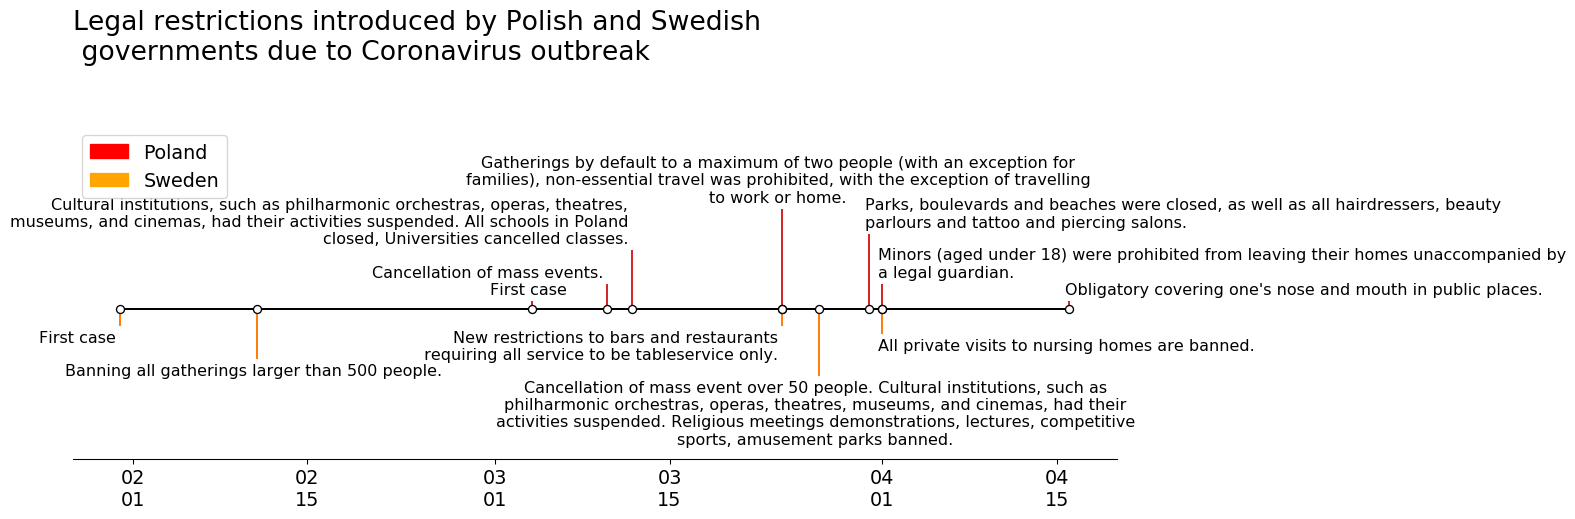 Legal restrictions introduced by Polish and Swedish
governments due to Coronavirus outbreak
Poland
Sweden
Gatherings by default to a maximum of two people (with an exception for
families), non-essential travel was prohibited, with the exception of travelling
to work or home.
Cultural institutions, such as philharmonic orchestras, operas, theatres,
museums, and cinemas, had their activities suspended. All schools in Poland
closed, Universities cancelled classes.
Parks, boulevards and beaches were closed, as well as all hairdressers, beauty
parlours and tattoo and piercing salons.
Minors (aged under 18) were prohibited from leaving their homes unaccompanied by
a legal guardian.
Cancellation of mass events.
First case
Obligatory covering one's nose and mouth in public places.
First case
Banning all gatherings larger than 500 people.
New restrictions to bars and restaurants
requiring all service to be tableservice only.
All private visits to nursing homes are banned.
Cancellation of mass event over 50 people. Cultural institutions, such as
philharmonic orchestras, operas, theatres, museums, and cinemas, had their
activities suspended. Religious meetings demonstrations, lectures, competitive
sports, amusement parks banned.
02 02 03 03 04 04
01 15 01 15 01 15